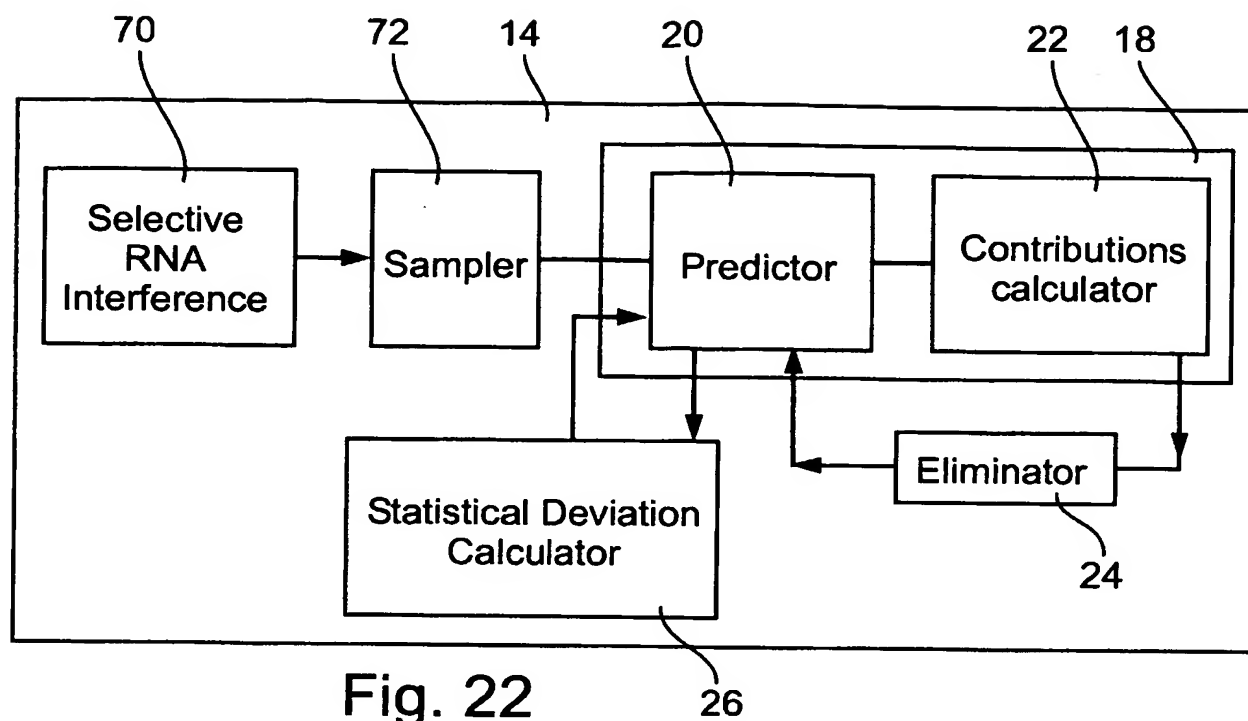 70
72
14
20
22
18
Selective
RNA
Interference
72
Sampler
Predictor
Contributions
calculator
Eliminator
Statistical Deviation
Calculator
24
Fig. 22
26